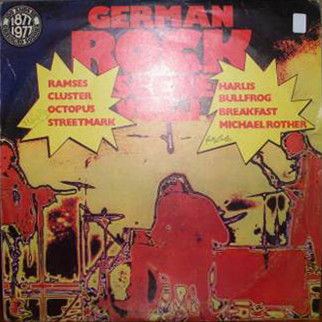 1877
1977
GERMAN
ROCK
RAMSES
CLUSTER
OCTOPUS
STREETMARK
HARLIS
BULLFROG
BREAKFAST
MICHAEL ROTHER